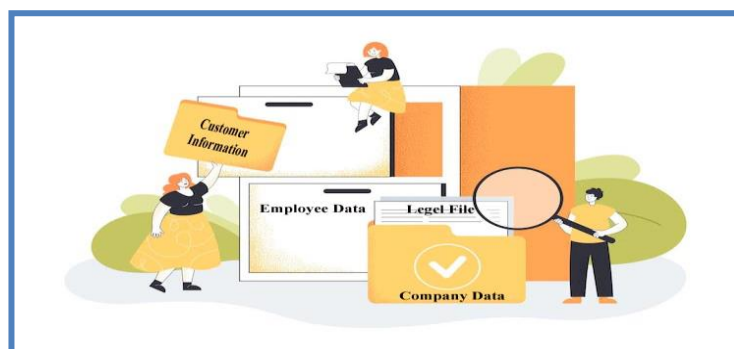 Customer
Information
Employee Data
Legel File
Company Data